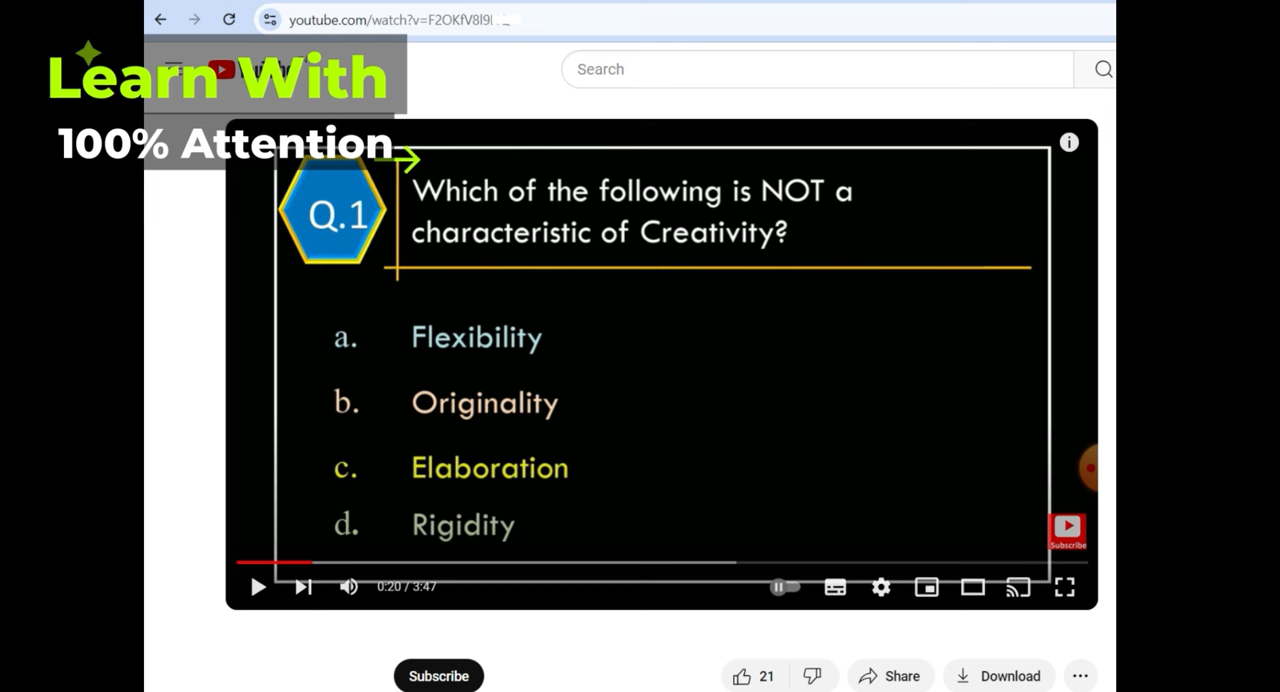 youtube.com/watch?v=F2OKfV8l9
Learn With
Search
100% Attention
Q.1
Which of the following is NOT a
characteristic of Creativity?
a. Flexibility
b. Originality
c. Elaboration
d. Rigidity
Subscribe
0:20 / 3:47
Subscribe
21
Share
Download